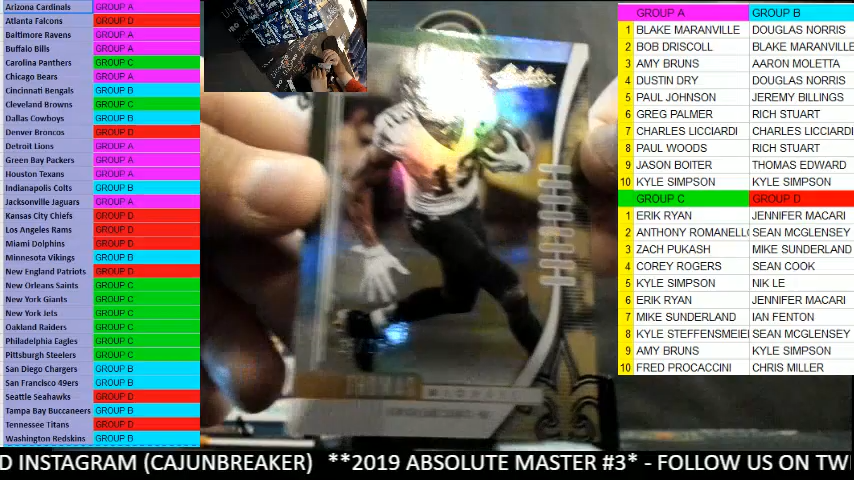 Arizona Cardinals GROUP A
Atlanta Falcons GROUP D
Baltimore Ravens GROUP A
Buffalo Bills GROUP A
Carolina Panthers GROUP C
Chicago Bears GROUP A
Cincinnati Bengals GROUP B
Cleveland Browns GROUP C
Dallas Cowboys GROUP B
Denver Broncos GROUP D
Detroit Lions GROUP A
Green Bay Packers GROUP A
Houston Texans GROUP A
Indianapolis Colts GROUP B
Jacksonville Jaguars GROUP A
Kansas City Chiefs GROUP D
Los Angeles Rams GROUP D
Miami Dolphins GROUP D
Minnesota Vikings GROUP B
New England Patriots GROUP D
New Orleans Saints GROUP C
New York Giants GROUP C
New York Jets GROUP C
Oakland Raiders GROUP C
Philadelphia Eagles GROUP C
Pittsburgh Steelers GROUP C
San Diego Chargers GROUP B
San Francisco 49ers GROUP B
Seattle Seahawks GROUP D
Tampa Bay Buccaneers GROUP B
Tennessee Titans GROUP D
Washington Redskins GROUP B
THOMAS
MICHAEL
GROUP A GROUP B
1 BLAKE MARANVILLE DOUGLAS NORRIS
2 BOB DRISCOLL BLAKE MARANVILLE
3 AMY BRUNS AARON MOLETTA
4 DUSTIN DRY DOUGLAS NORRIS
5 PAUL JOHNSON JEREMY BILLINGS
6 GREG PALMER RICH STUART
7 CHARLES LICCIARDI CHARLES LICCIARDI
8 PAUL WOODS RICH STUART
9 JASON BOITER THOMAS EDWARD
10 KYLE SIMPSON KYLE SIMPSON
GROUP C GROUP D
1 ERIK RYAN JENNIFER MACARI
2 ANTHONY ROMANELLO SEAN MCGLENSEY
3 ZACH PUKASH MIKE SUNDERLAND
4 COREY ROGERS SEAN COOK
5 KYLE SIMPSON NIK LE
6 ERIK RYAN JENNIFER MACARI
7 MIKE SUNDERLAND IAN FENTON
8 KYLE STEFFENSMEIE SEAN MCGLENSEY
9 AMY BRUNS KYLE SIMPSON
10 FRED PROCACCINI CHRIS MILLER
D INSTAGRAM (CAJUNBREAKER) **2019 ABSOLUTE MASTER #3* - FOLLOW US ON TWI